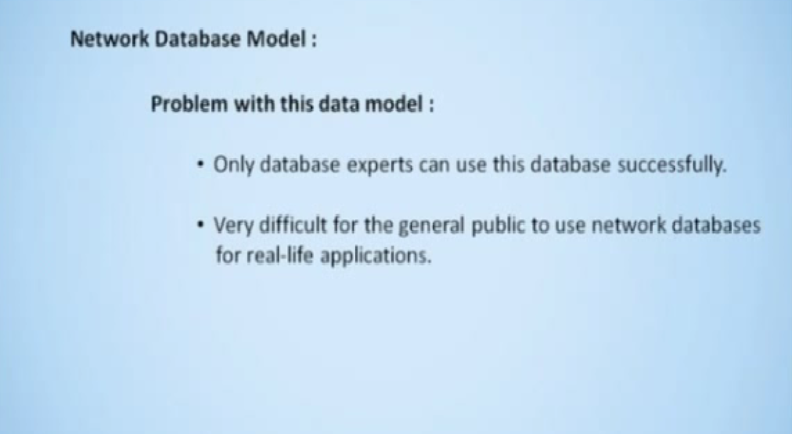 Network Database Model :
Problem with this data model :
• Only database experts can use this database successfully.
• Very difficult for the general public to use network databases
for real-life applications.